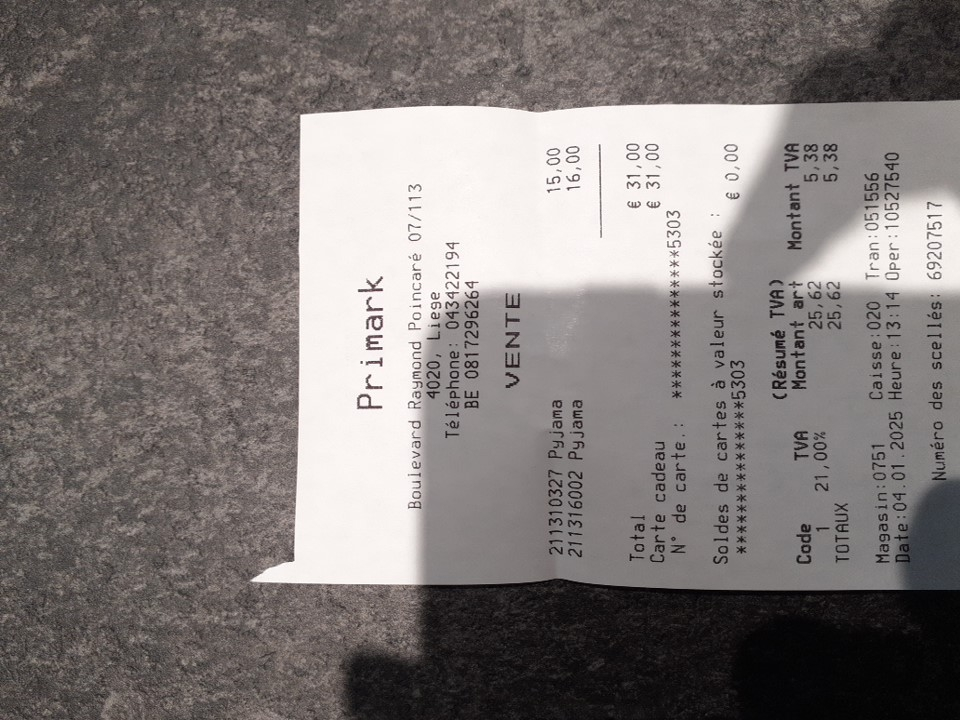 Primark
Boulevard Raymond Poincaré 07/113
4020, Liege
Téléphone: 043422194
BE 0817296264
VENTE
211310327 Pyjama 15,00
211316002 Pyjama 16,00
Total € 31,00
Carte cadeau € 31,00
N° de carte.: ***************5303
Soldes de cartes à valeur stockée :
***************5303 € 0,00
(Résumé TVA)
Code TVA Montant art Montant TVA
1 21,00% 25,62 5,38
TOTAUX 25,62 5,38
Magasin:0751 Caisse:020 Tran:051556
Date:04.01.2025 Heure:13:14 Oper:10527540
Numéro des scellés: 69207517